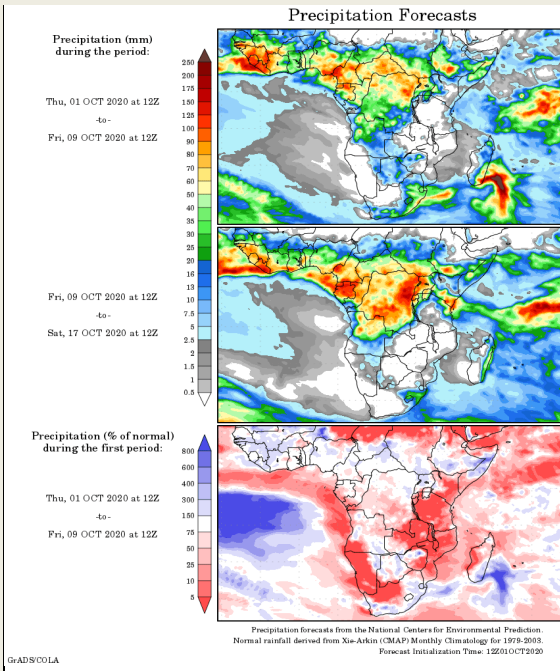 Precipitation Forecasts
Precipitation (mm)
during the period:
Thu, 01 OCT 2020 at 12Z
-to-
Fri, 09 OCT 2020 at 12Z
250
225
200
175
150
125
100
90
80
70
60
50
40
35
30
25
20
16
13
10
7.5
5
2.5
2
1.5
1
0.5
Fri, 09 OCT 2020 at 12Z
-to-
Sat, 17 OCT 2020 at 12Z
Precipitation (% of normal)
during the first period:
Thu, 01 OCT 2020 at 12Z
-to-
Fri, 09 OCT 2020 at 12Z
800
600
400
300
150
75
50
25
10
5
Precipitation forecasts from the National Centers for Environmental Prediction.
Normal rainfall derived from Xie-Arkin (CMAP) Monthly Climatology for 1979-2003.
Forecast Initialization Time: 12Z01OCT2020
GrADS/COLA